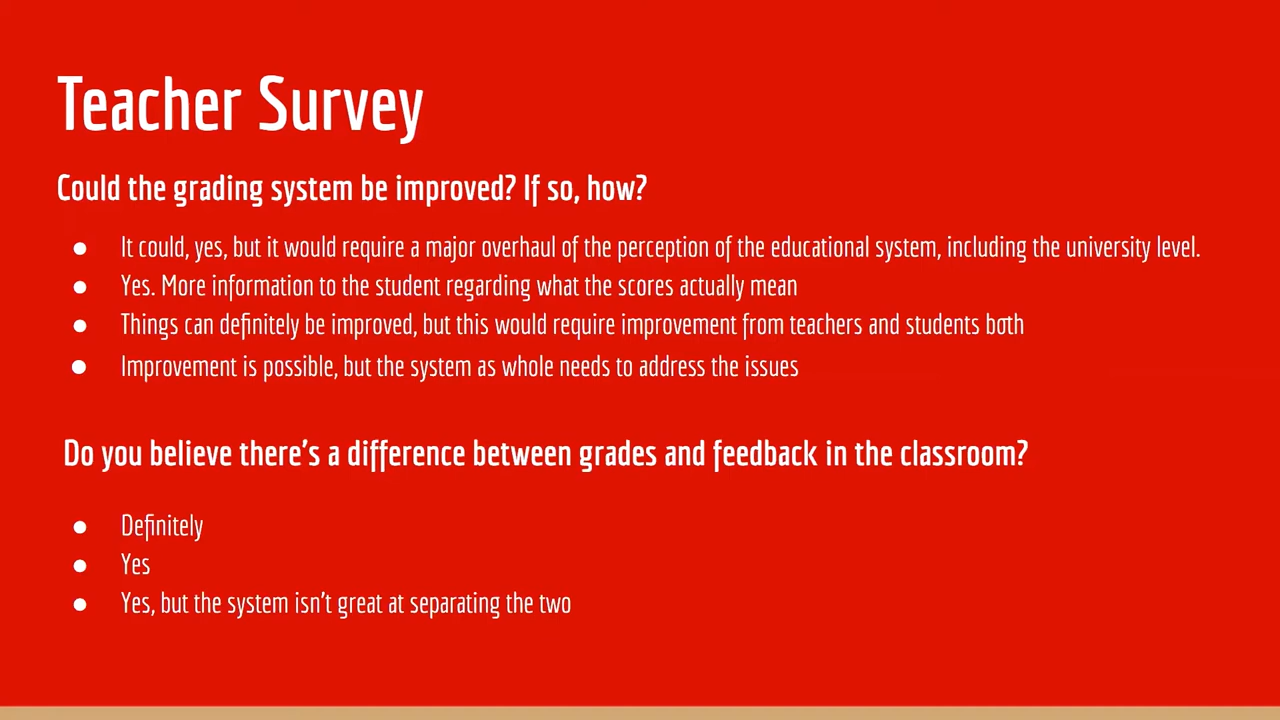 Teacher Survey
Could the grading system be improved? If so, how?
● It could, yes, but it would require a major overhaul of the perception of the educational system, including the university level.
● Yes. More information to the student regarding what the scores actually mean
● Things can definitely be improved, but this would require improvement from teachers and students both
● Improvement is possible, but the system as whole needs to address the issues
Do you believe there's a difference between grades and feedback in the classroom?
● Definitely
● Yes
● Yes, but the system isn't great at separating the two